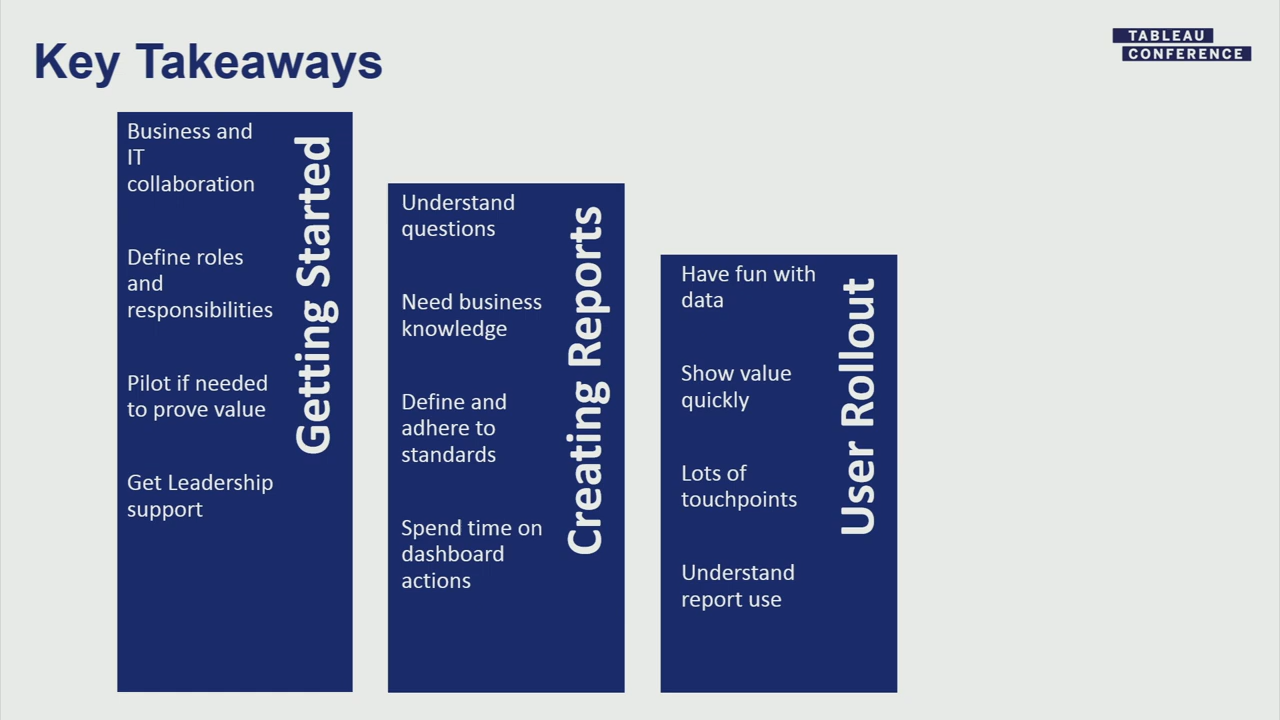 Key Takeaways
TABLEAU
CONFERENCE
Business and
IT
collaboration
Define roles
and
responsibilities
Pilot if needed
to prove value
Get Leadership
support
Getting Started
Understand
questions
Need business
knowledge
Define and
adhere to
standards
Spend time on
dashboard
actions
Creating Reports
Have fun with
data
Show value
quickly
Lots of
touchpoints
Understand
report use
User Rollout